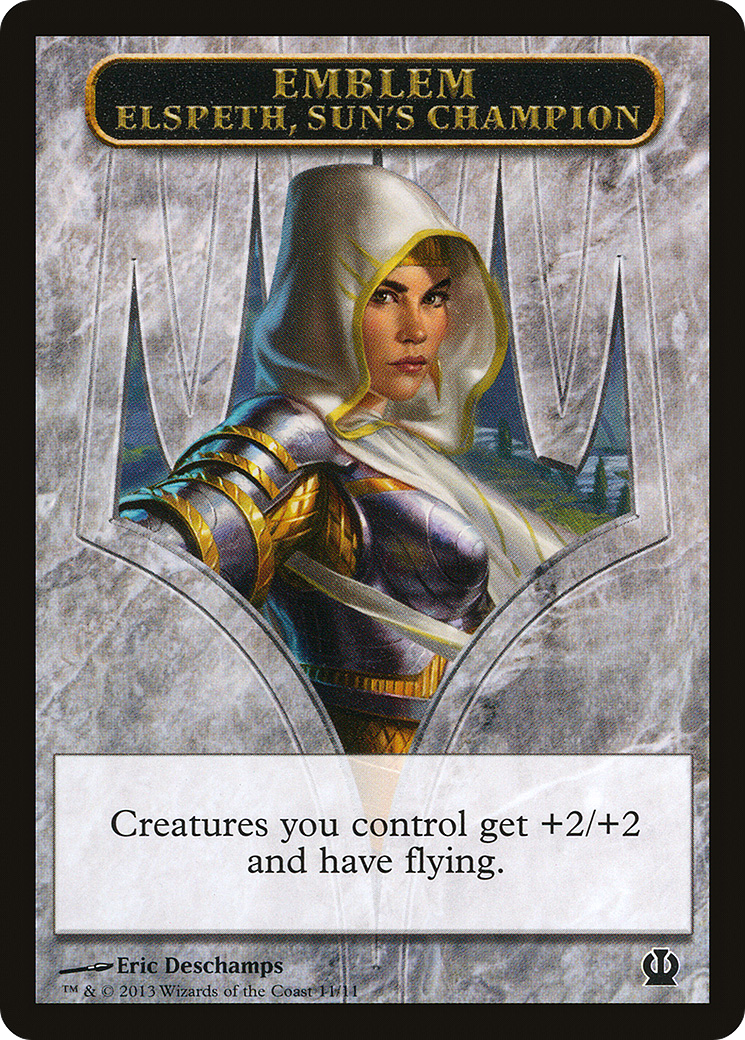 EMBLEM
ELSPETH, SUN'S CHAMPION
Creatures you control get +2/+2
and have flying.
Eric Deschamps
™ & © 2013 Wizards of the Coast 11/11